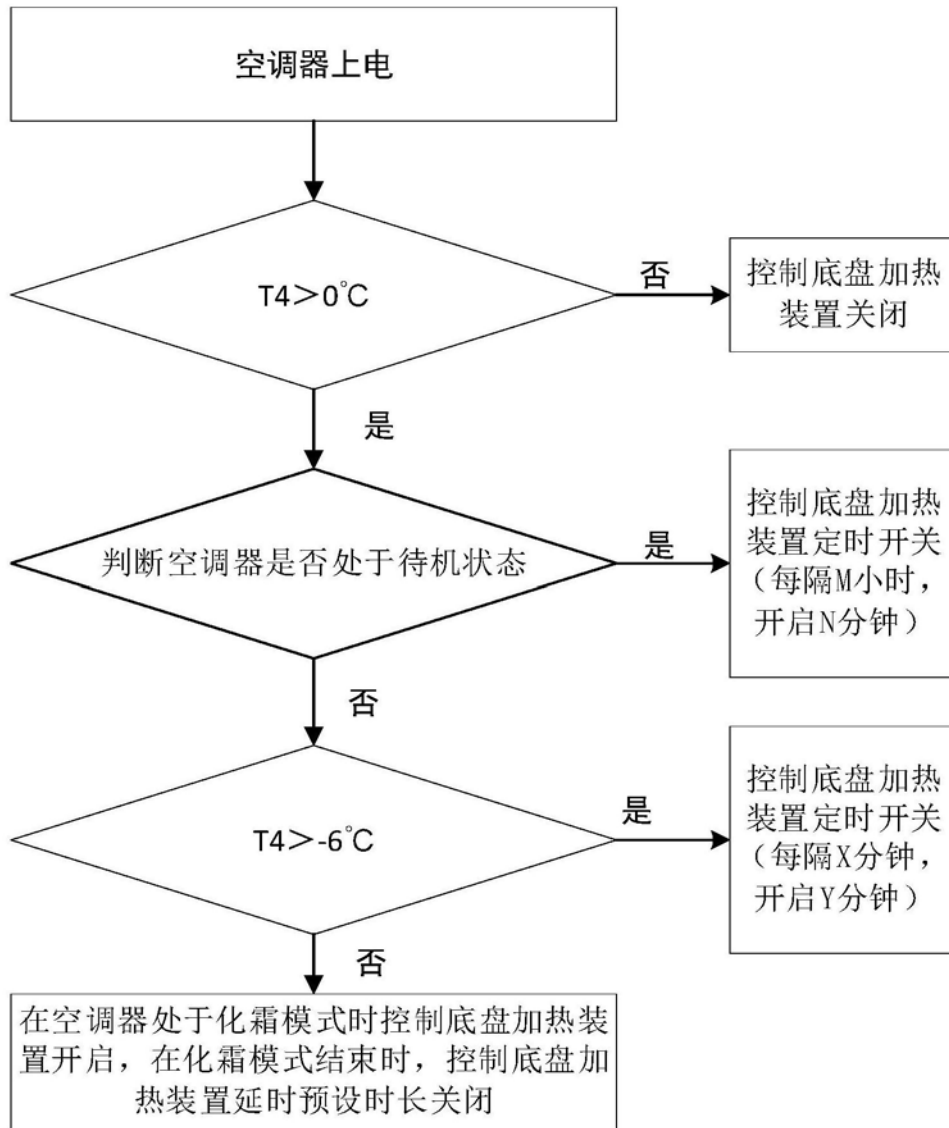 空调器上电
T4＞0℃
否
控制底盘加热
装置关闭
是
判断空调器是否处于待机状态
是
控制底盘加热
装置定时开关
（每隔M小时，
开启N分钟）
否
T4＞-6℃
是
控制底盘加热
装置定时开关
（每隔X分钟，
开启Y分钟）
否
在空调器处于化霜模式时控制底盘加热装
置开启，在化霜模式结束时，控制底盘加
热装置延时预设时长关闭